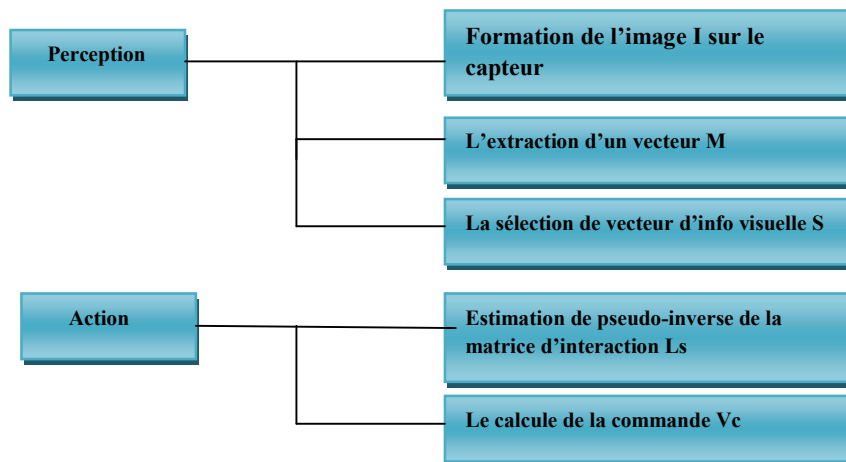 Perception
Formation de l’image I sur le
capteur
L’extraction d’un vecteur M
La sélection de vecteur d’info visuelle S
Action
Estimation de pseudo-inverse de la
matrice d’interaction Ls
Le calcule de la commande Vc